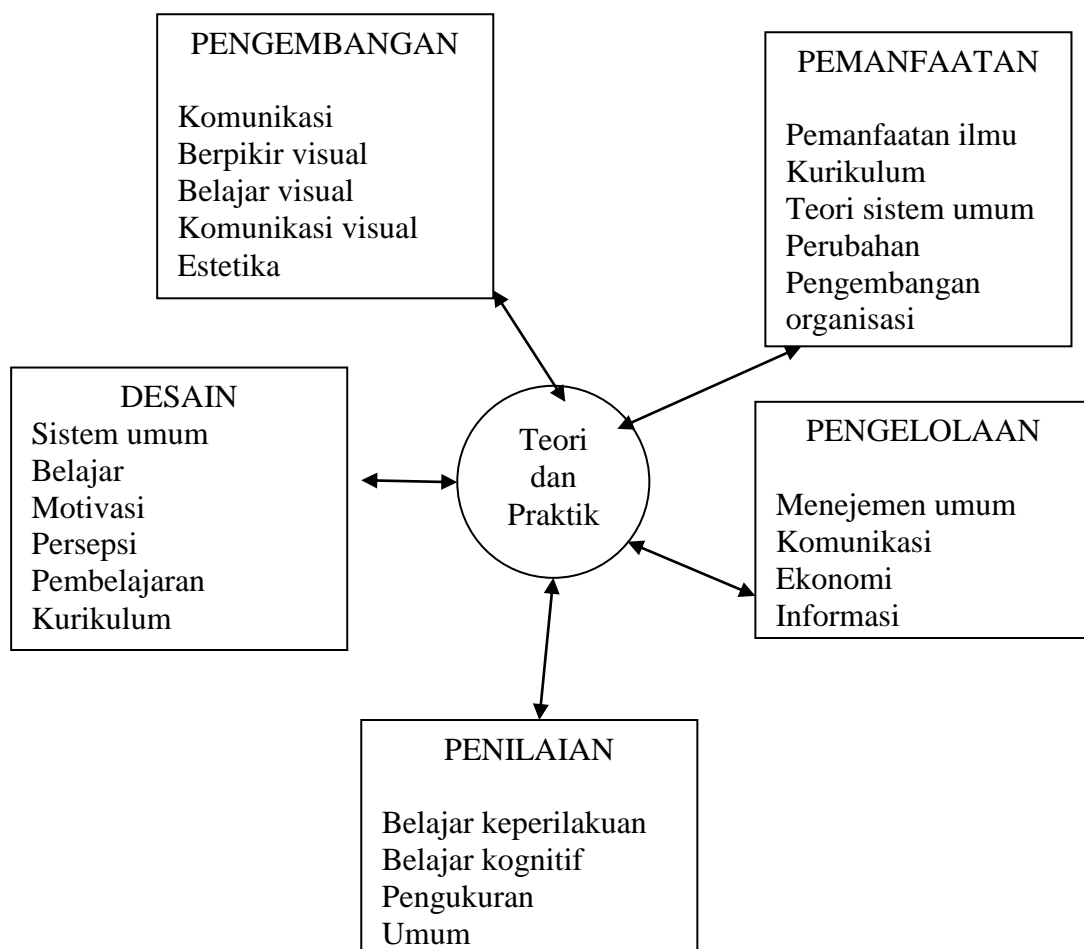 PENGEMBANGAN
Komunikasi
Berpikir visual
Belajar visual
Komunikasi visual
Estetika
PEMANFAATAN
Pemanfaatan ilmu
Kurikulum
Teori sistem umum
Perubahan
Pengembangan
organisasi
DESAIN
Sistem umum
Belajar
Motivasi
Persepsi
Pembelajaran
Kurikulum
Teori
dan
Praktik
PENGELOLAAN
Menejemen umum
Komunikasi
Ekonomi
Informasi
PENILAIAN
Belajar keperilakuan
Belajar kognitif
Pengukuran
Umum